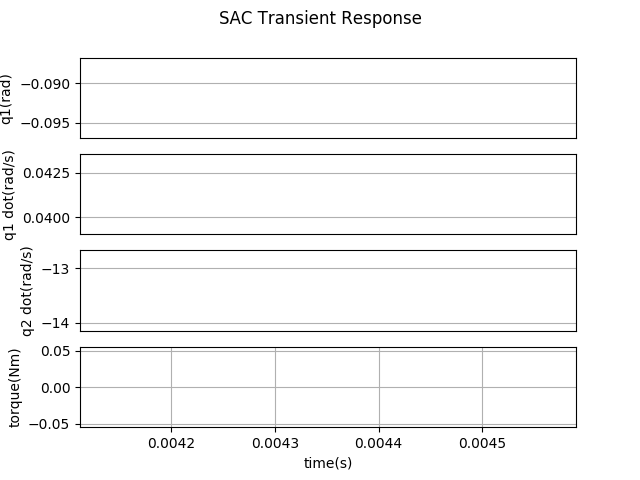 SAC Transient Response
q1(rad)
−0.090
−0.095
q1 dot(rad/s)
0.0425
0.0400
q2 dot(rad/s)
−13
−14
torque(Nm)
0.05
0.00
−0.05
0.0042 0.0043 0.0044 0.0045
time(s)